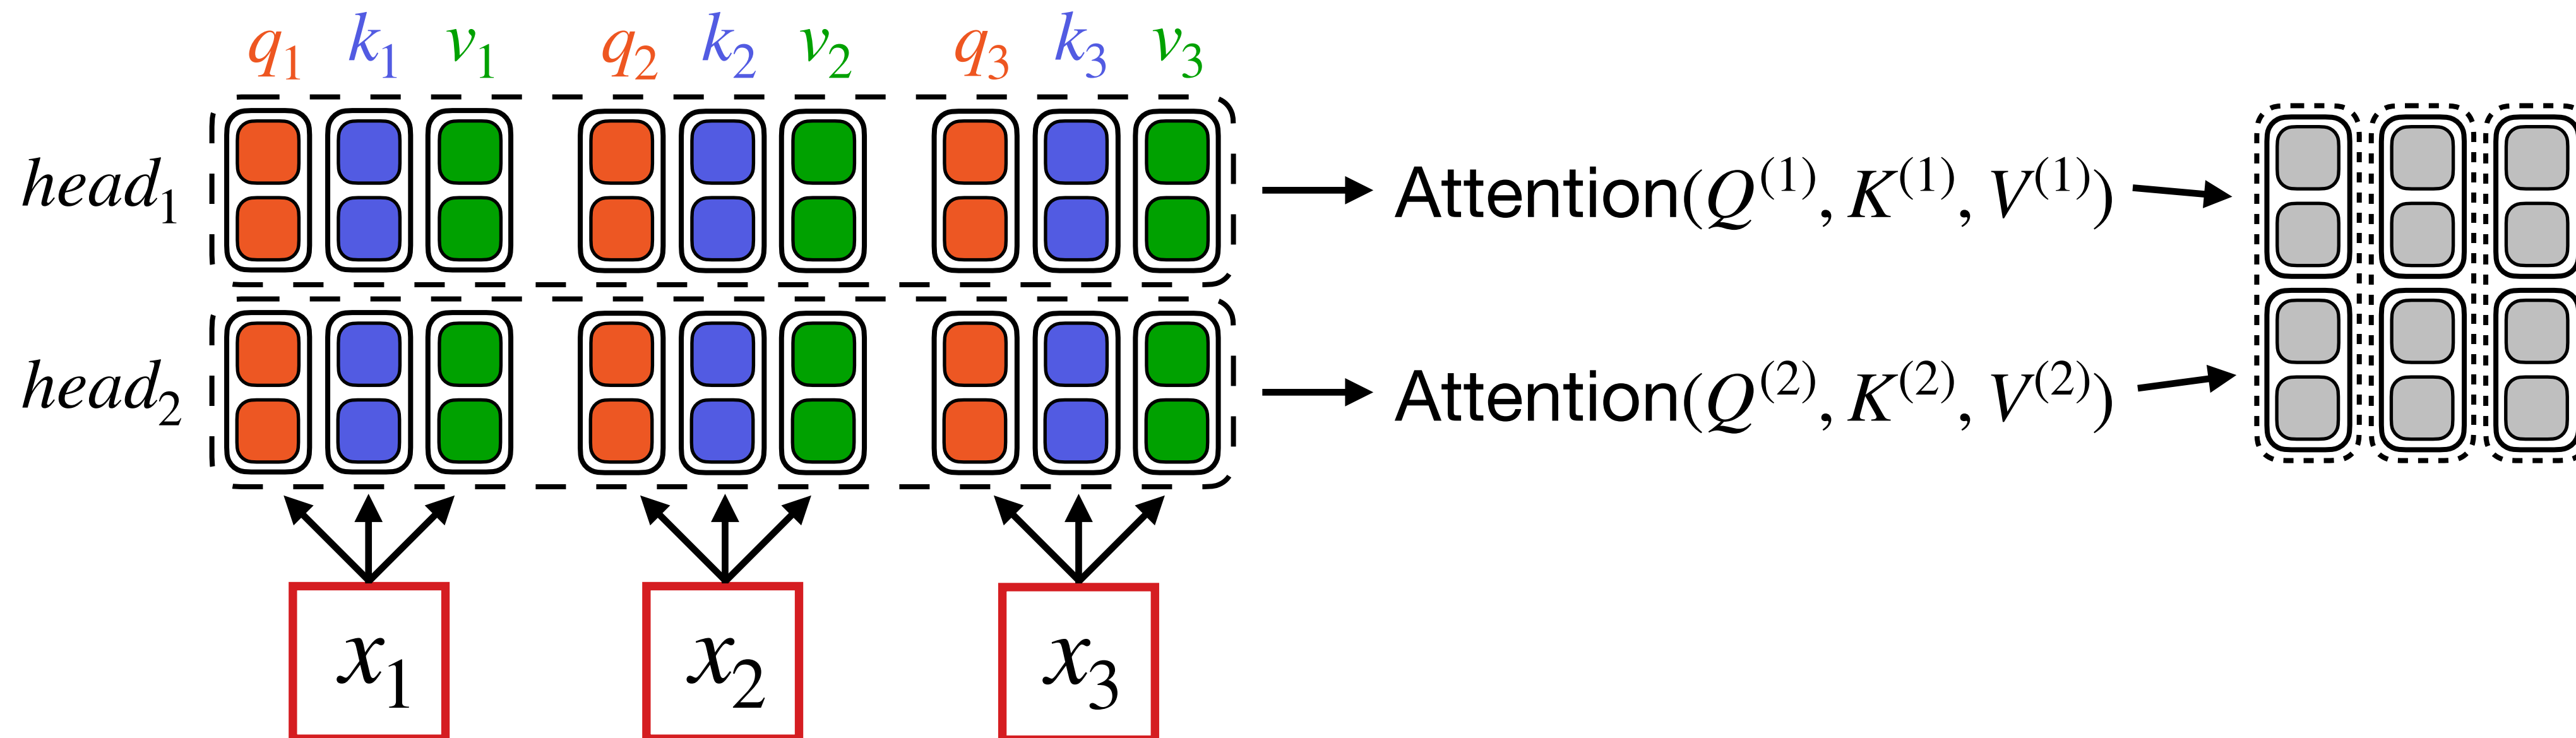 q1 k1 v1 q2 k2 v2 q3 k3 v3
head1 Attention(Q(1), K(1), V(1))
head2 Attention(Q(2), K(2), V(2))
x1 x2 x3